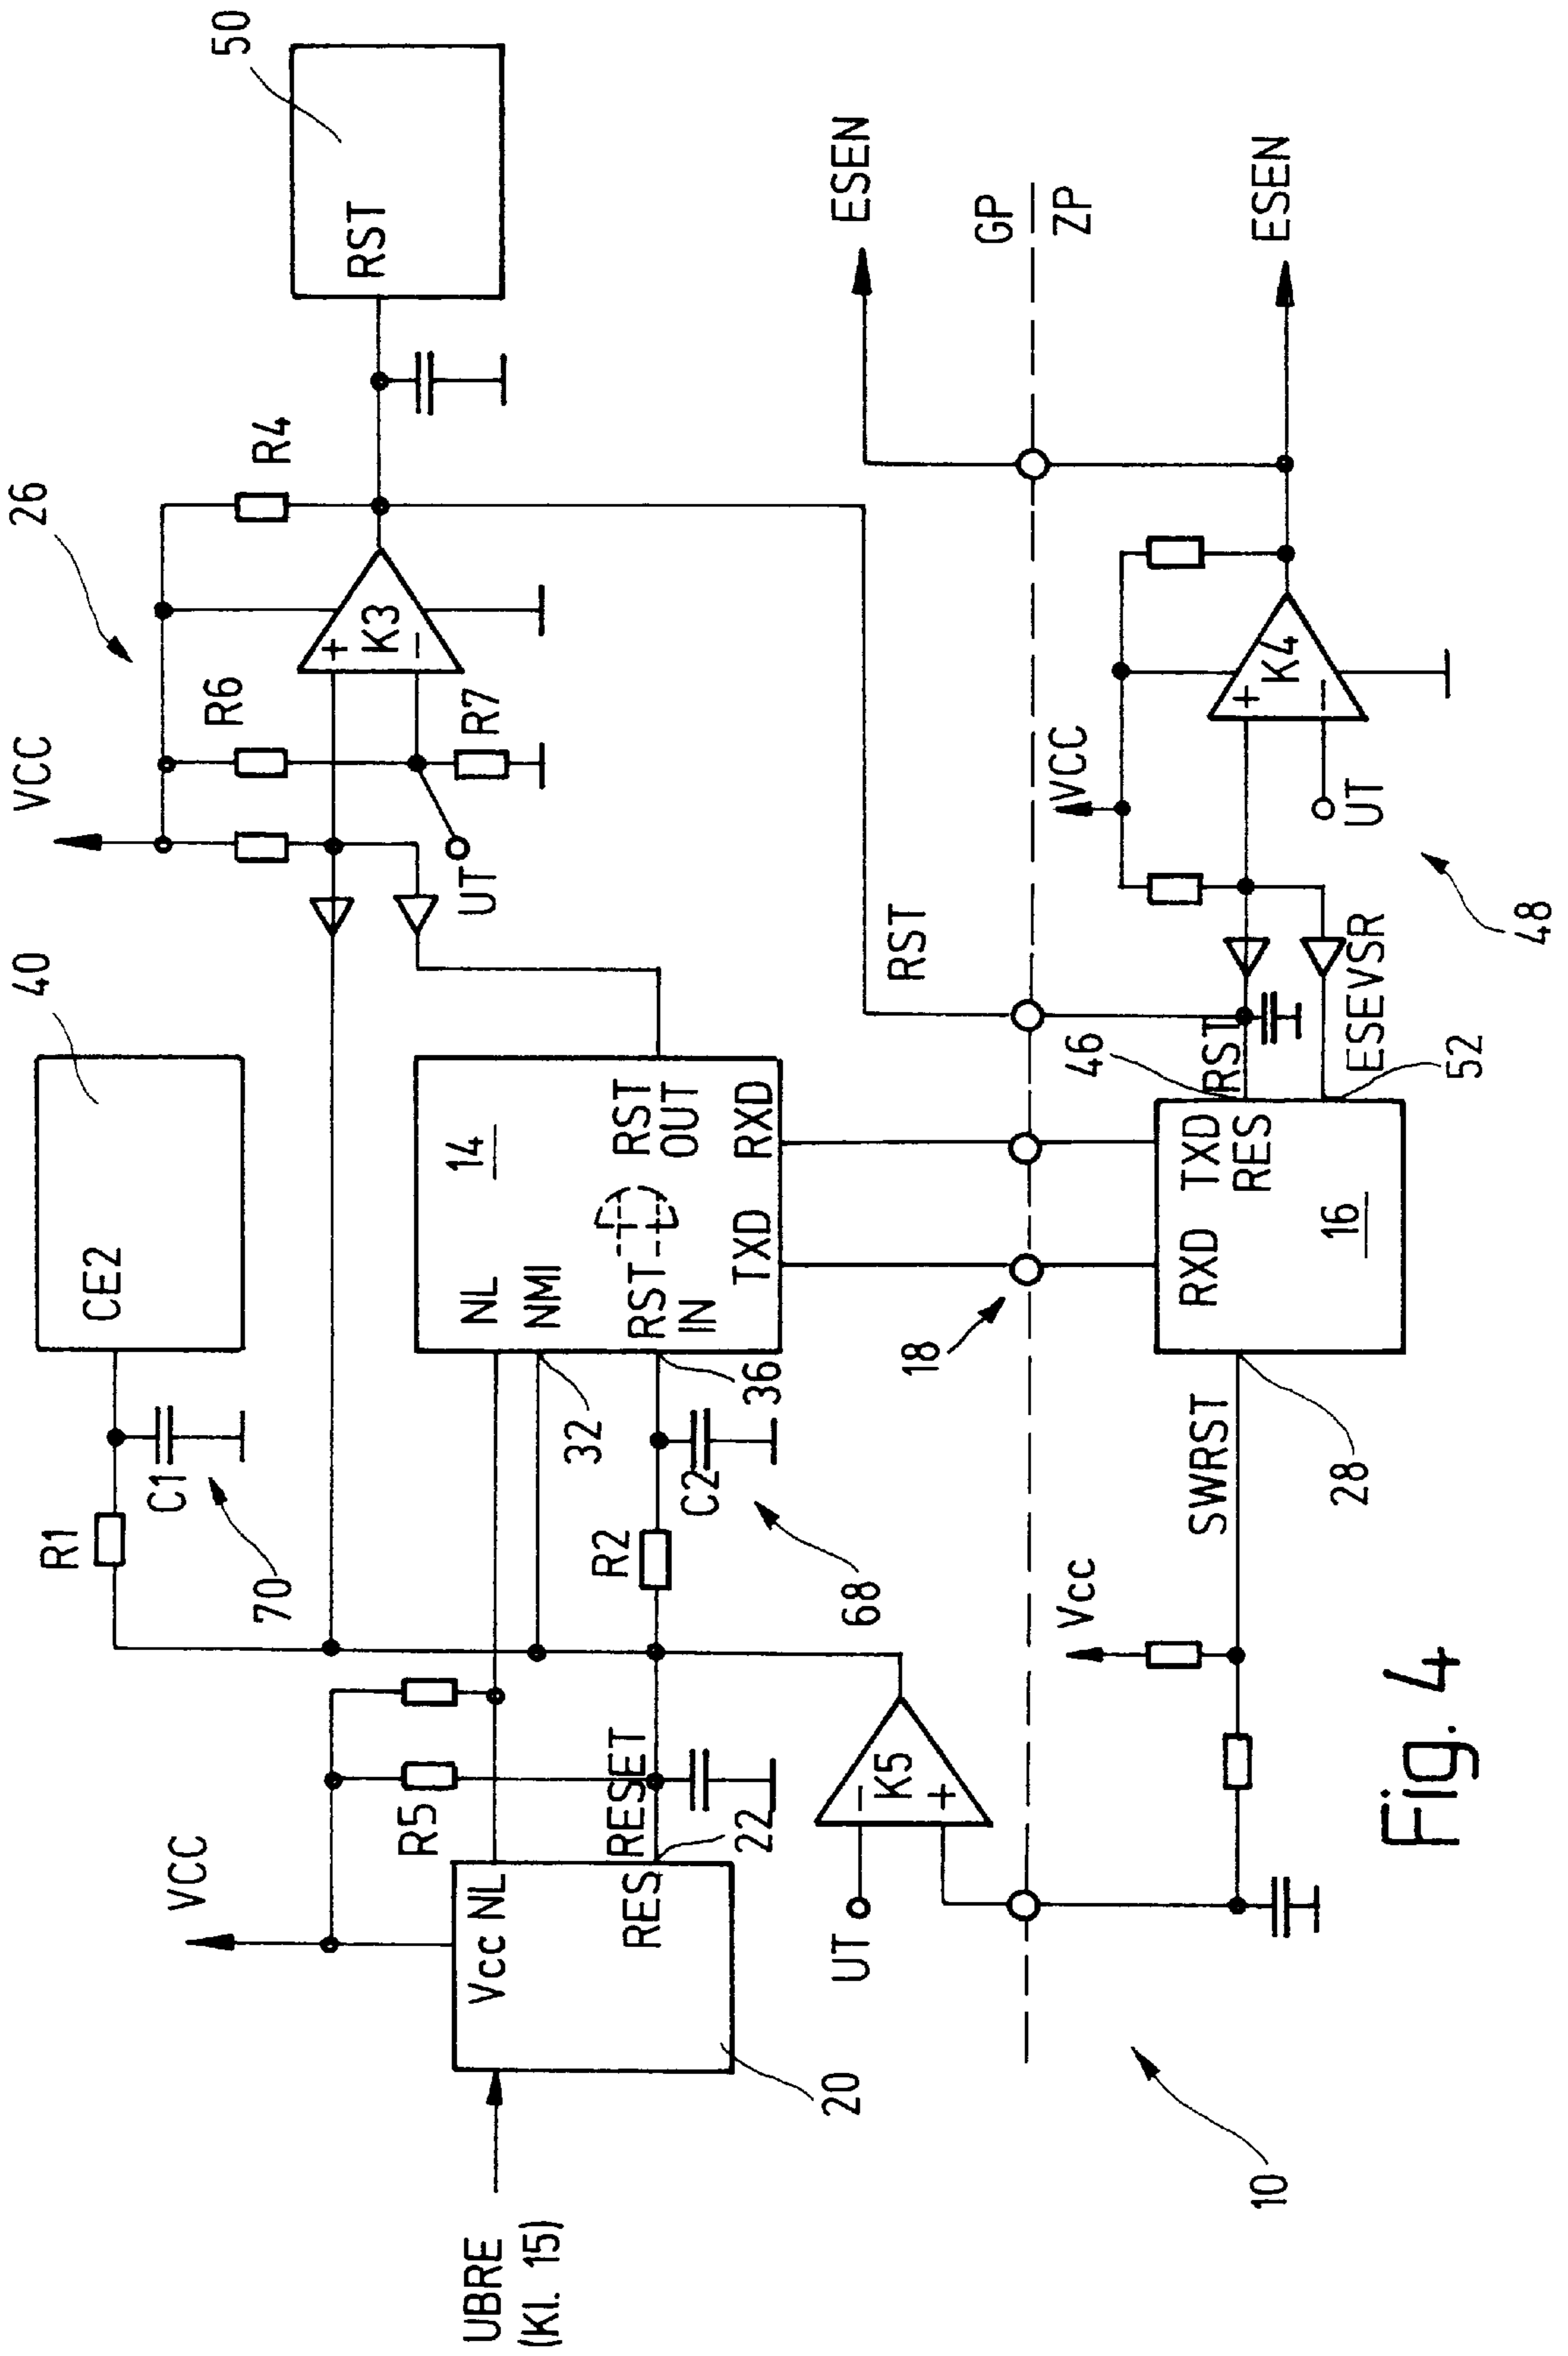 UBRE
(Kl. 15)
VCC
Vcc NL
RES
20
22
R5
RESET
R1
C1
70
CE2
40
NL
NMI
RST
IN
14
RST
OUT
TXD
RXD
32
36
R2
C2
68
UT
K5
−
+
VCC
26
R6
R7
UT
+
K3
−
R4
RST
50
RST
18
GP
ZP
ESEN
ESEN
Vcc
SWRST
28
RXD
TXD
RES
16
46
RST
ESEVSR
52
VCC
UT
+
K4
−
48
10
Fig. 4